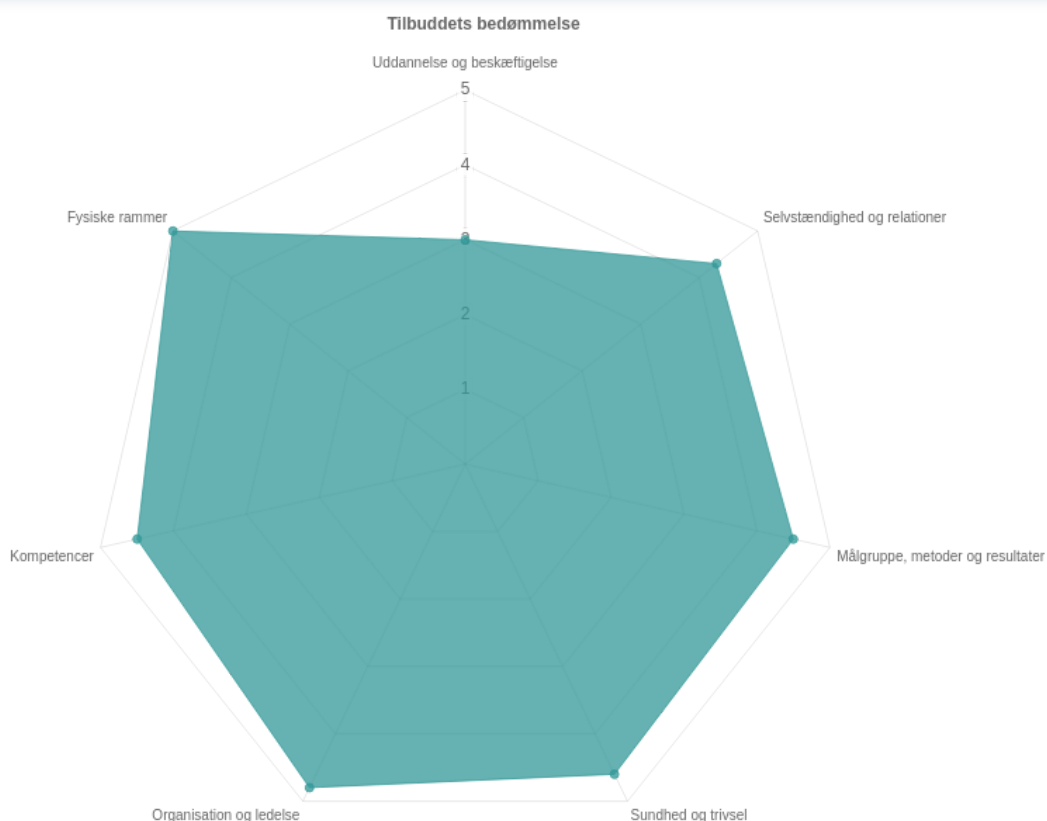 Tilbuddets bedømmelse
Uddannelse og beskæftigelse
5
4
Fysiske rammer
Selvstændighed og relationer
3
2
1
Kompetencer
Målgruppe, metoder og resultater
Organisation og ledelse
Sundhed og trivsel